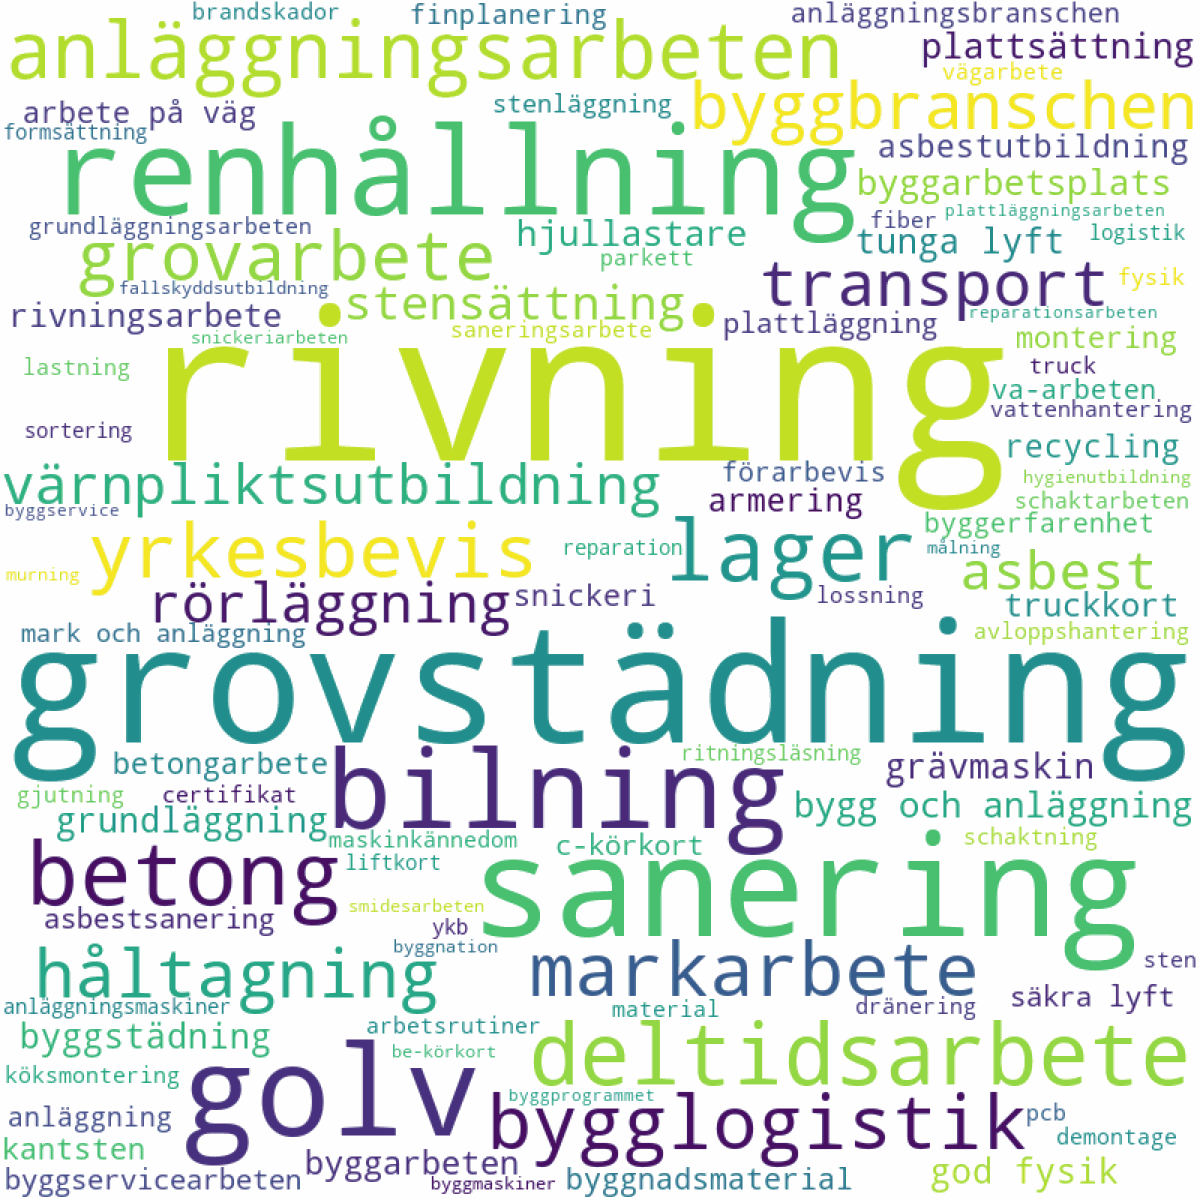 brandskador
finplanering
anläggningsbranschen
anläggningsarbeten
plattsättning
vägarbete
arbete på väg
stenläggning
byggbranschen
formsättning
renhållning
asbestutbildning
byggarbetsplats
grundläggningsarbeten
hjullastare
fiber
plattläggningsarbeten
grovarbete
parkett
tunga lyft
logistik
fallskyddsutbildning
transport
fysik
stensättning
rivningsarbete
saneringsarbete
plattläggning
reparationsarbeten
snickeriarbeten
montering
lastning
rivning
truck
va-arbeten
vattenhantering
sortering
recycling
värnpliktsutbildning
förarbevis
hygienutbildning
byggservice
armering
schaktarbeten
byggerfarenhet
yrkesbevis
reparation
lager
målning
murning
asbest
rörläggning
snickeri
lossning
truckkort
mark och anläggning
avloppshantering
grovstädning
betongarbete
ritningsläsning
grävmaskin
gjutning
certifikat
bilning
bygg och anläggning
grundläggning
maskinkännedom
c-körkort
schaktning
liftkort
betong
sanering
asbestsanering
smidesarbeten
ykb
byggnation
håltagning
markarbete
sten
anläggningsmaskiner
material
dränering
säkra lyft
byggstädning
arbetsrutiner
be-körkort
deltidsarbete
köksmontering
golv
byggprogrammet
anläggning
bygglogistik
pcb
kantsten
demontage
byggservicearbeten
byggarbeten
byggmaskiner
byggnadsmaterial
god fysik